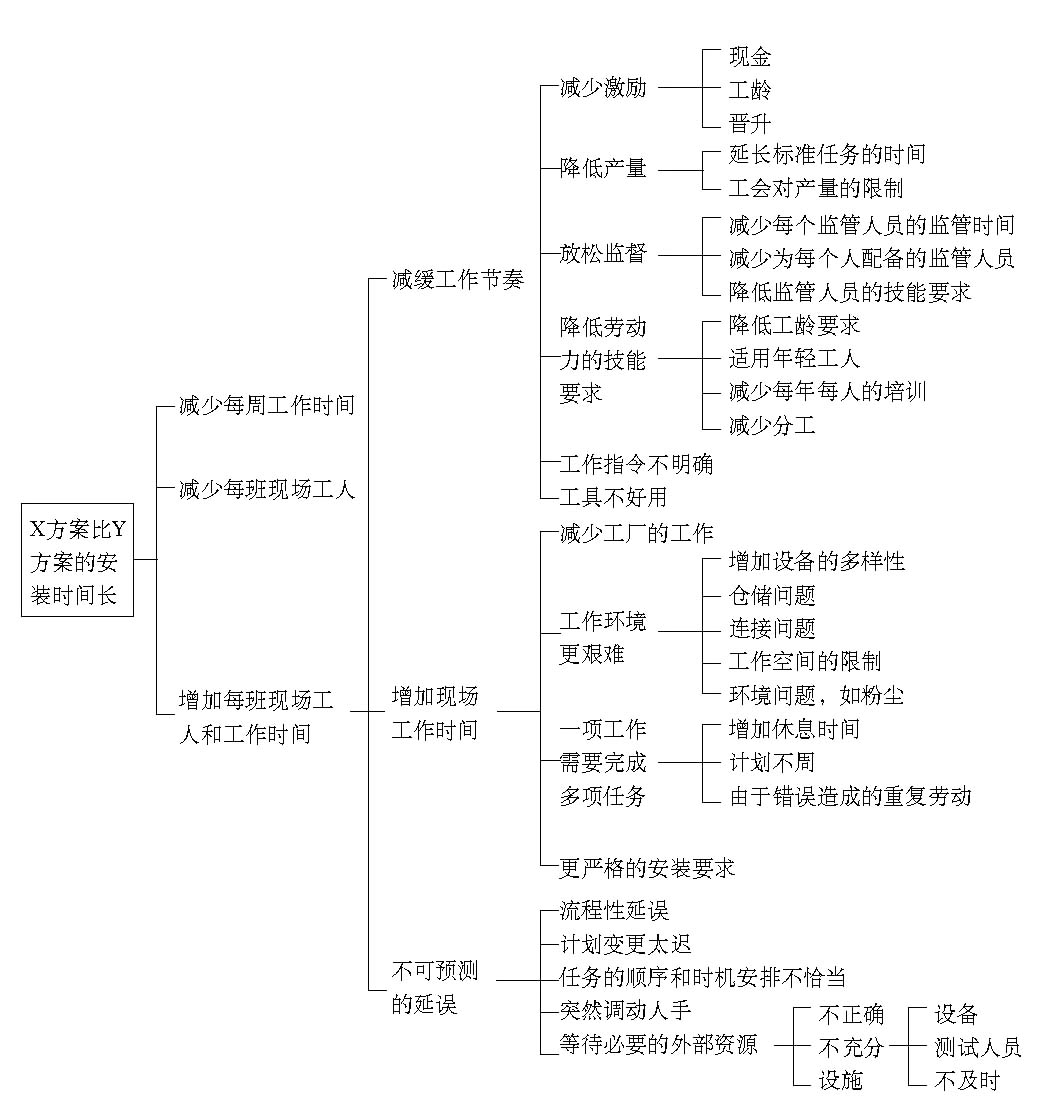 X方案比Y
方案的安
装时间长
减少每周工作时间
减少每班现场工人
增加每班现场工
人和工作时间
减缓工作节奏
增加现场
工作时间
不可预测
的延误
减少激励
现金
工龄
晋升
降低产量
延长标准任务的时间
工会对产量的限制
放松监督
减少每个监管人员的监管时间
减少为每个人配备的监管人员
降低监管人员的技能要求
降低劳动
力的技能
要求
降低工龄要求
适用年轻工人
减少每年每人的培训
减少分工
工作指令不明确
工具不好用
减少工厂的工作
工作环境
更艰难
增加设备的多样性
仓储问题
连接问题
工作空间的限制
环境问题，如粉尘
一项工作
需要完成
多项任务
增加休息时间
计划不周
由于错误造成的重复劳动
更严格的安装要求
流程性延误
计划变更太迟
任务的顺序和时机安排不恰当
突然调动人手
等待必要的外部资源
不正确
不充分
设施
设备
测试人员
不及时